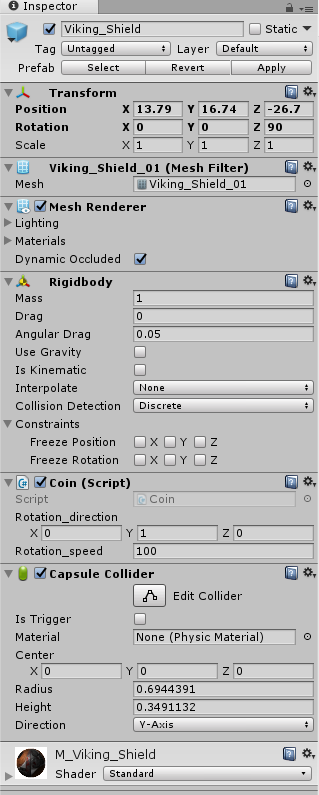 Inspector
Viking_Shield Static
Tag Untagged Layer Default
Prefab Select Revert Apply
Transform
Position X 13.79 Y 16.74 Z -26.7
Rotation X 0 Y 0 Z 90
Scale X 1 Y 1 Z 1
Viking_Shield_01 (Mesh Filter)
Mesh Viking_Shield_01
Mesh Renderer
Lighting
Materials
Dynamic Occluded
Rigidbody
Mass 1
Drag 0
Angular Drag 0.05
Use Gravity
Is Kinematic
Interpolate None
Collision Detection Discrete
Constraints
Freeze Position X Y Z
Freeze Rotation X Y Z
Coin (Script)
Script Coin
Rotation_direction
X 0 Y 1 Z 0
Rotation_speed 100
Capsule Collider
Edit Collider
Is Trigger
Material None (Physic Material)
Center
X 0 Y 0 Z 0
Radius 0.6944391
Height 0.3491132
Direction Y-Axis
M_Viking_Shield
Shader Standard